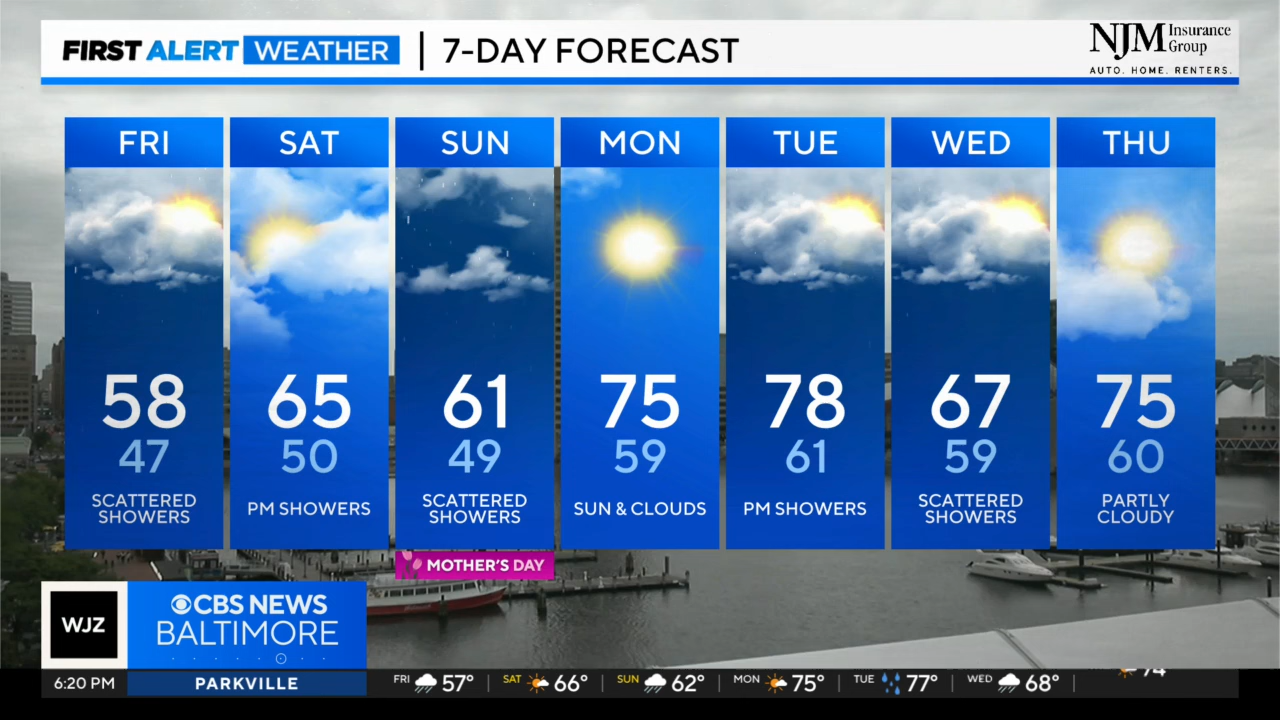 FIRST ALERT WEATHER | 7-DAY FORECAST
NJM Insurance Group
AUTO. HOME. RENTERS.
FRI
58
47
SCATTERED
SHOWERS
SAT
65
50
PM SHOWERS
SUN
61
49
SCATTERED
SHOWERS
MOTHER'S DAY
MON
75
59
SUN & CLOUDS
TUE
78
61
PM SHOWERS
WED
67
59
SCATTERED
SHOWERS
THU
75
60
PARTLY
CLOUDY
WJZ
CBS NEWS
BALTIMORE
6:20 PM PARKVILLE FRI 57° | SAT 66° | SUN 62° | MON 75° | TUE 77° | WED 68° |